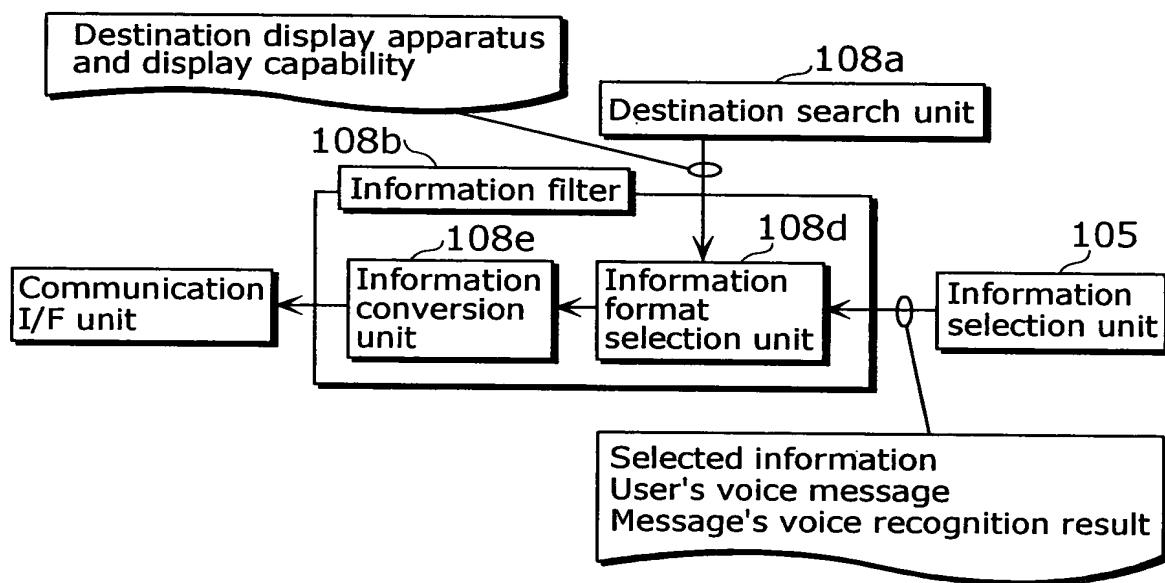 Destination display apparatus
and display capability
108a
Destination search unit
108b
Information filter
108e
108d
105
Communication
I/F unit
Information
conversion
unit
Information
format
selection unit
Information
selection unit
Selected information
User's voice message
Message's voice recognition result